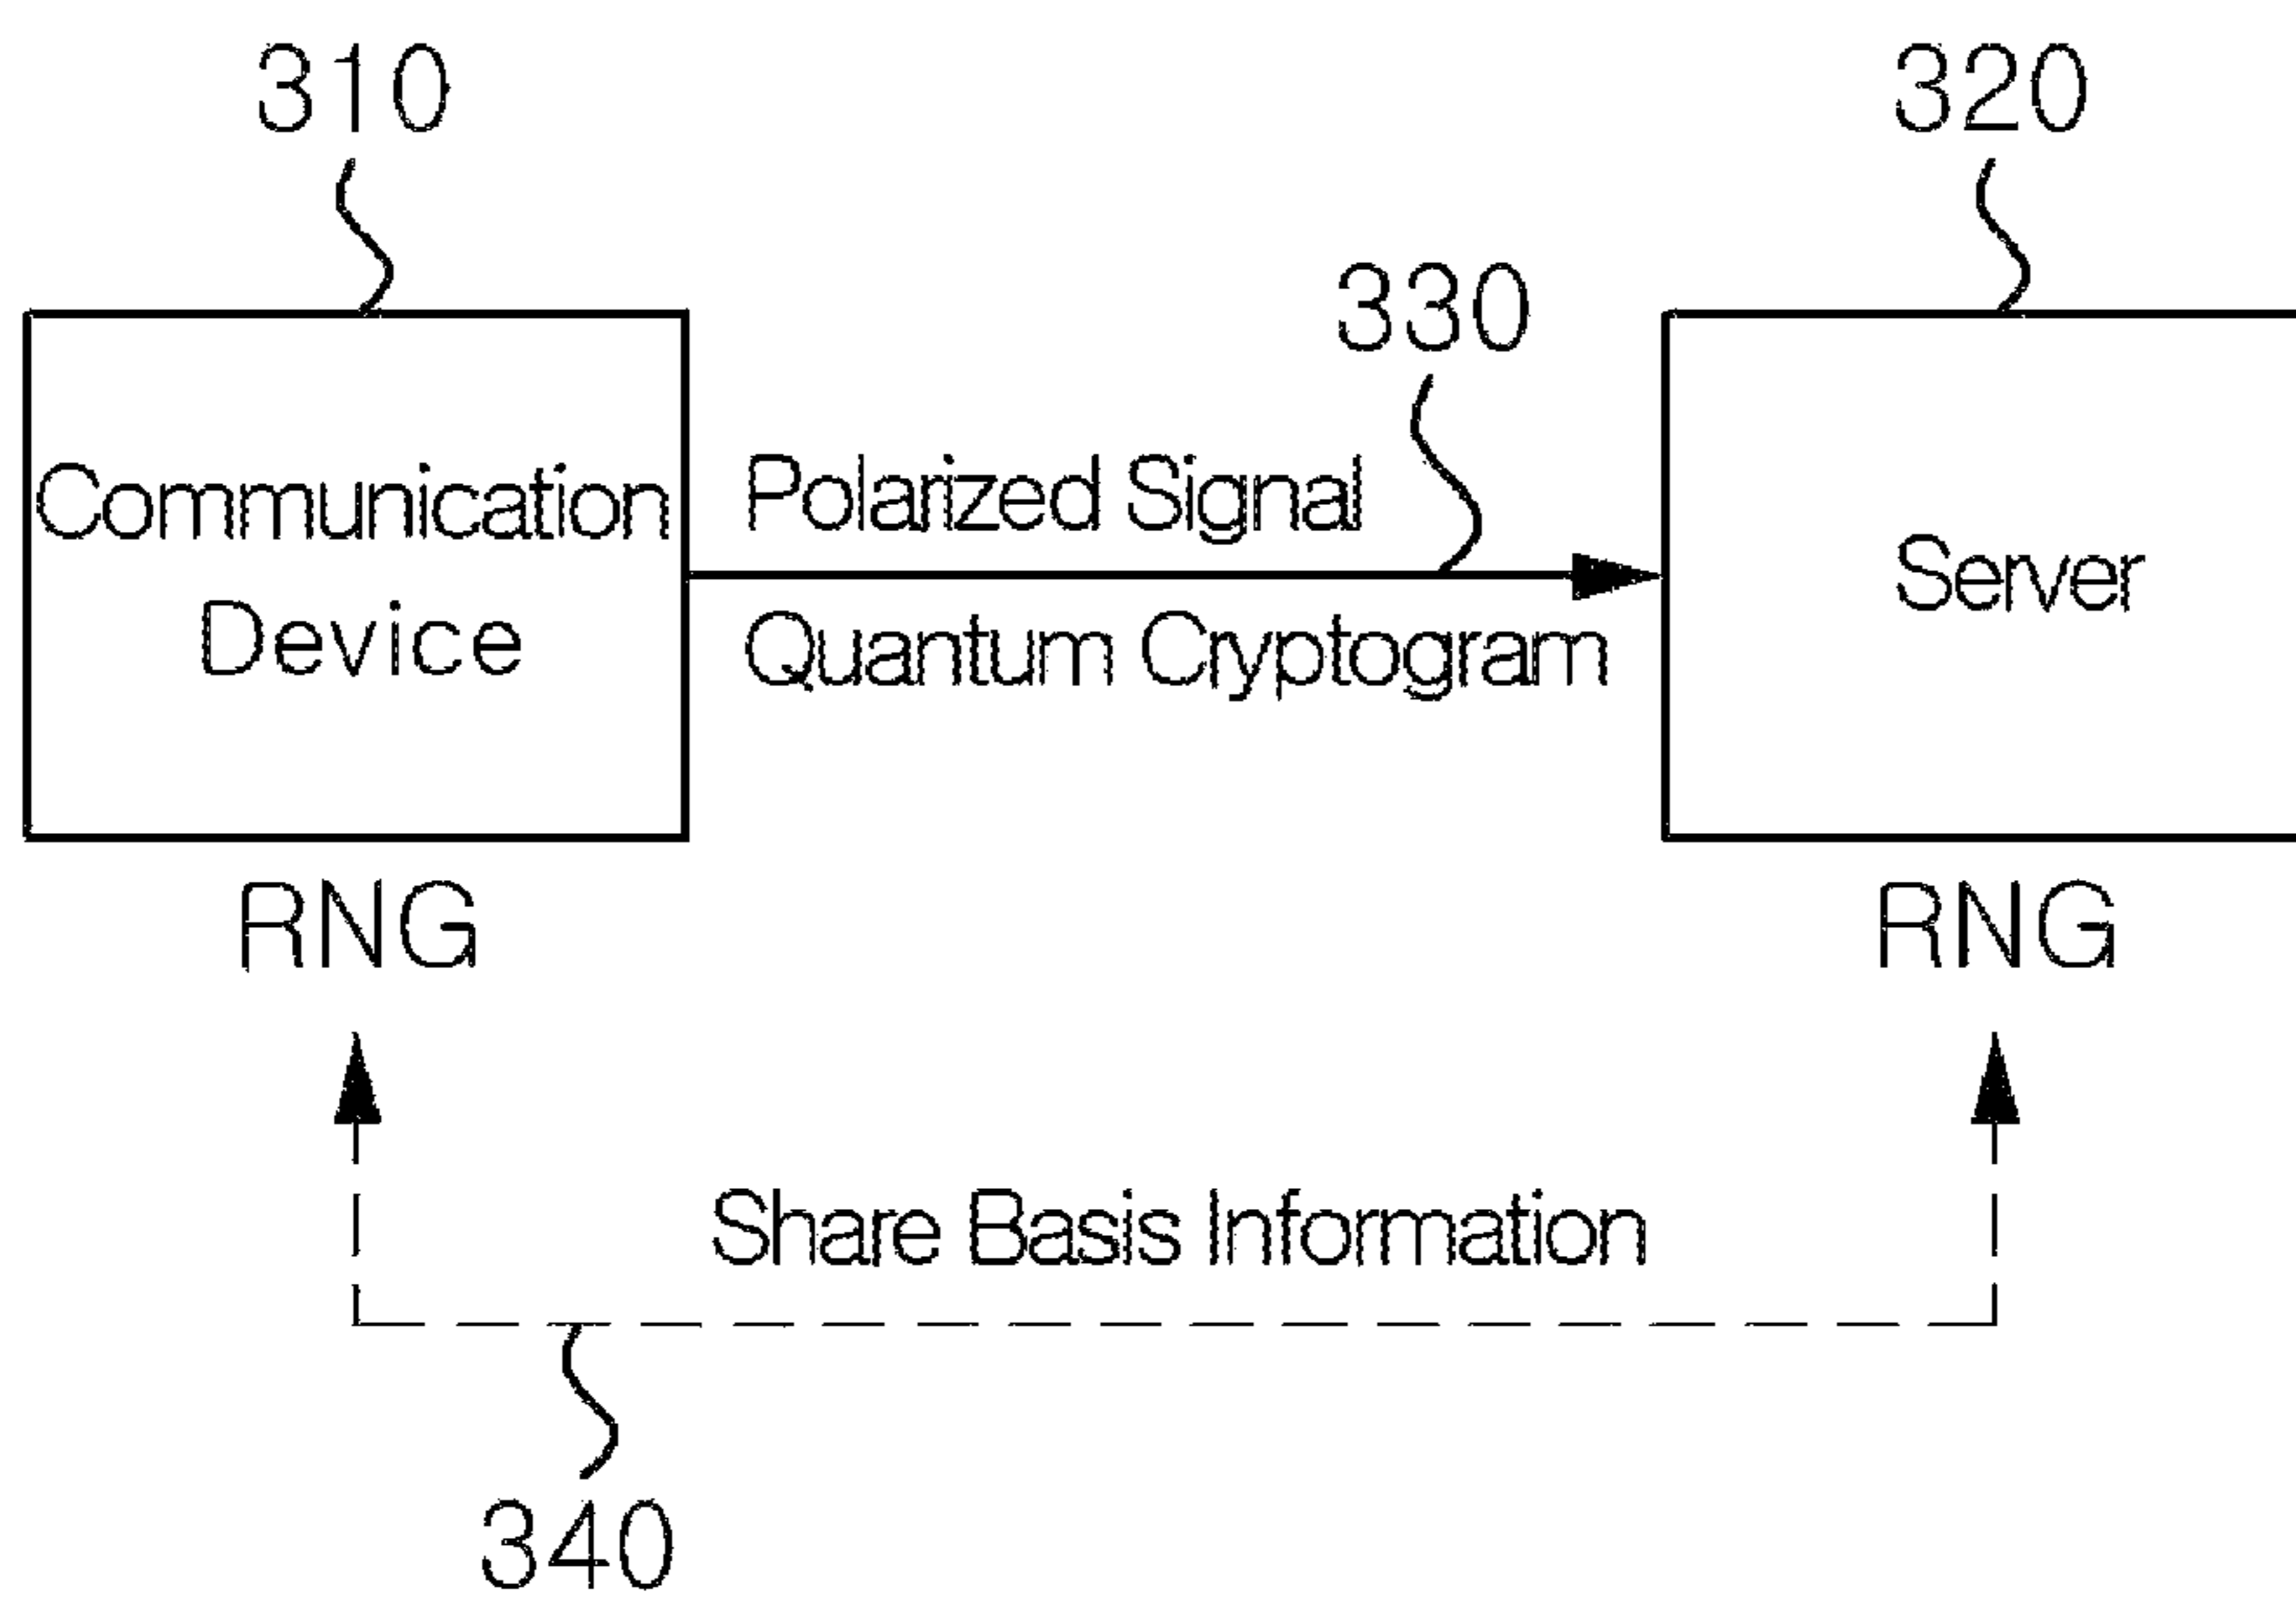 310
320
330
Communication
Device
Polarized Signal
Quantum Cryptogram
Server
RNG
RNG
Share Basis Information
340